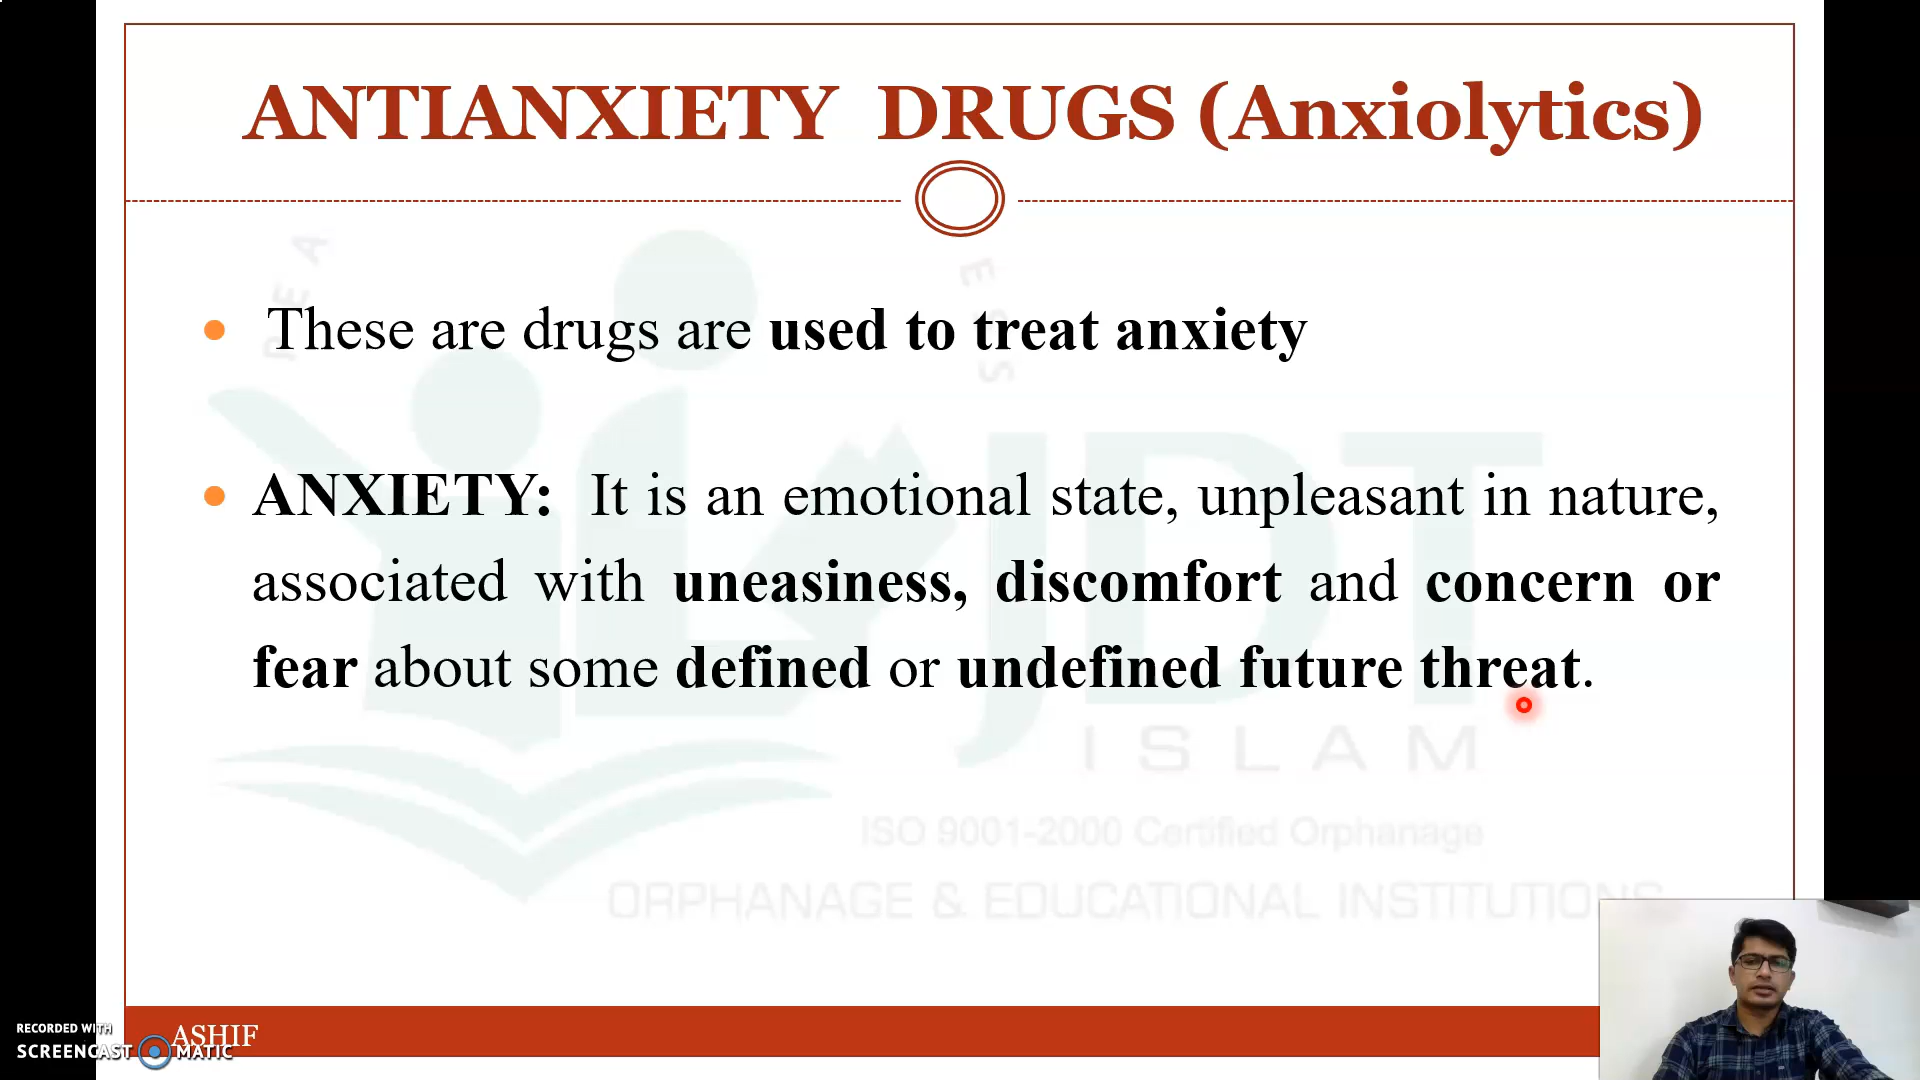 ANTIANXIETY DRUGS (Anxiolytics)
These are drugs are used to treat anxiety
ANXIETY: It is an emotional state, unpleasant in nature,
associated with uneasiness, discomfort and concern or
fear about some defined or undefined future threat.
JDT
ISLAM
ISO 9001-2000 Certified Orphanage
ORPHANAGE & EDUCATIONAL INSTITUTIONS
ASHIF
RECORDED WITH
SCREENCAST MATIC